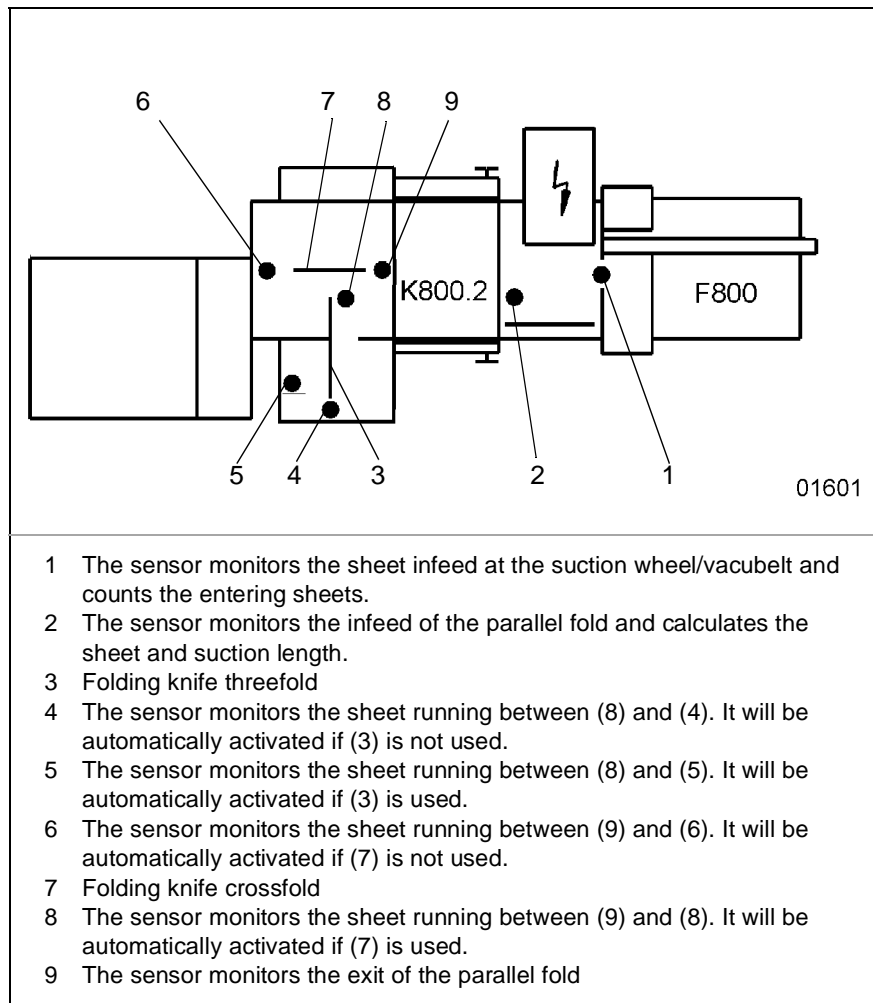 6 7 8 9
K800.2
F800
5 4 3 2 1
01601
1 The sensor monitors the sheet infeed at the suction wheel/vacubelt and
counts the entering sheets.
2 The sensor monitors the infeed of the parallel fold and calculates the
sheet and suction length.
3 Folding knife threefold
4 The sensor monitors the sheet running between (8) and (4). It will be
automatically activated if (3) is not used.
5 The sensor monitors the sheet running between (8) and (5). It will be
automatically activated if (3) is used.
6 The sensor monitors the sheet running between (9) and (6). It will be
automatically activated if (7) is not used.
7 Folding knife crossfold
8 The sensor monitors the sheet running between (9) and (8). It will be
automatically activated if (7) is used.
9 The sensor monitors the exit of the parallel fold